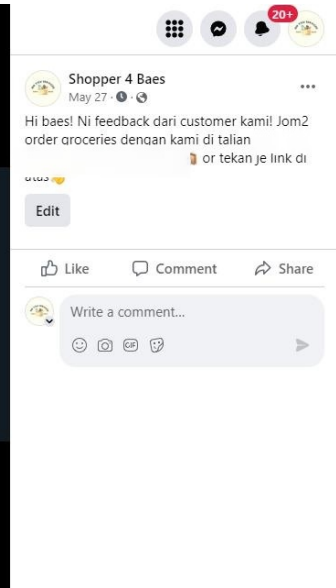 20+
Shopper 4 Baes
May 27
Hi baes! Ni feedback dari customer kami! Jom2
order groceries dengan kami di talian
or tekan je link di
atas
Edit
Like Comment Share
Write a comment...
GIF